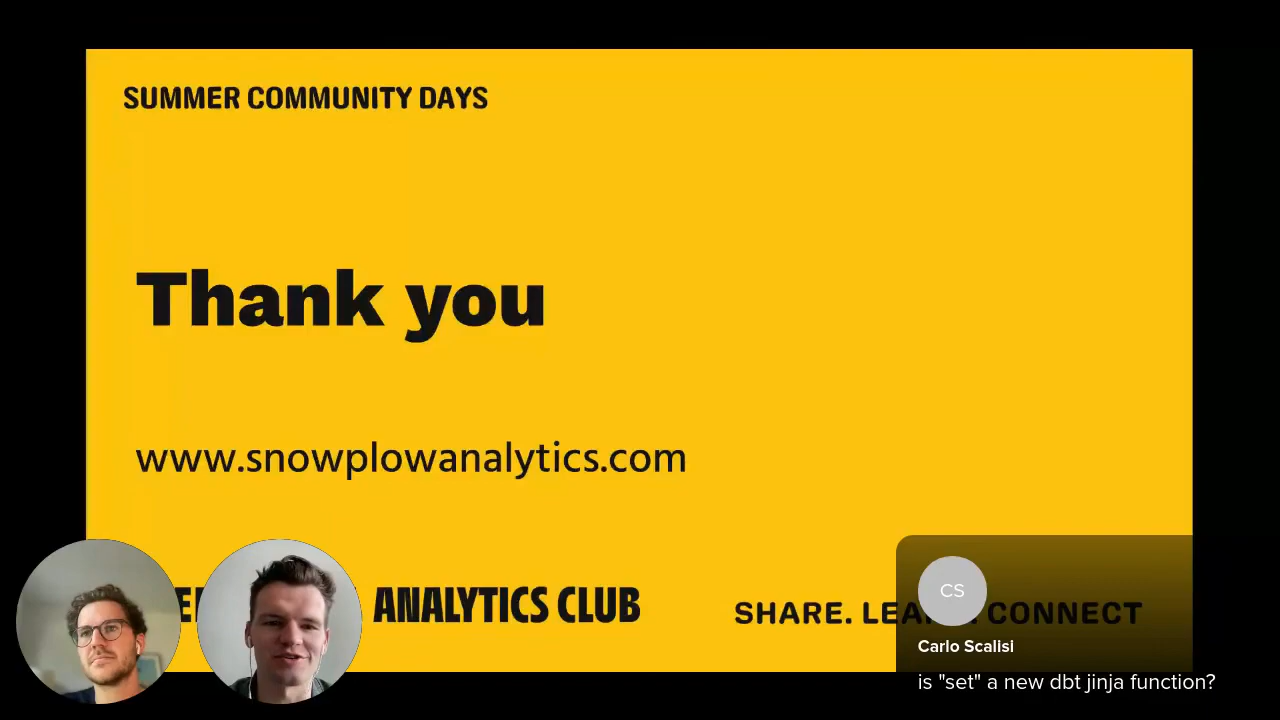 SUMMER COMMUNITY DAYS
Thank you
www.snowplowanalytics.com
ANALYTICS CLUB
SHARE. LEARN. CONNECT
CS
Carlo Scalisi
is "set" a new dbt jinja function?